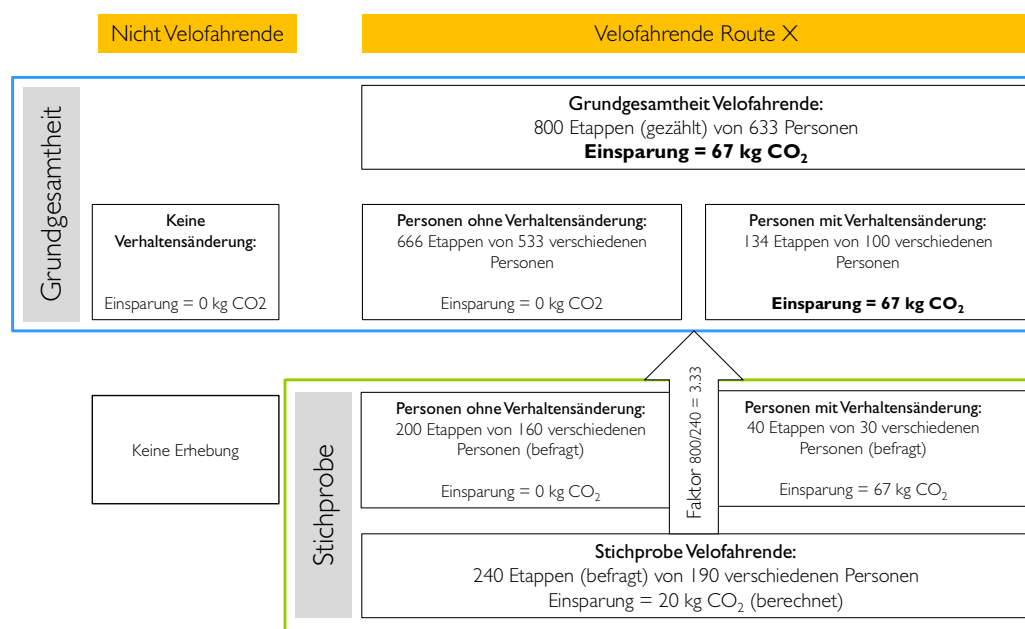 Nicht Velofahrende
Velofahrende Route X
Grundgesamtheit
Grundgesamtheit Velofahrende:
800 Etappen (gezählt) von 633 Personen
Einsparung = 67 kg CO₂
Keine
Verhaltensänderung:
Einsparung = 0 kg CO2
Personen ohne Verhaltensänderung:
666 Etappen von 533 verschiedenen
Personen
Einsparung = 0 kg CO2
Personen mit Verhaltensänderung:
134 Etappen von 100 verschiedenen
Personen
Einsparung = 67 kg CO₂
Keine Erhebung
Stichprobe
Personen ohne Verhaltensänderung:
200 Etappen von 160 verschiedenen
Personen (befragt)
Einsparung = 0 kg CO₂
Faktor 800/240 = 3.33
Personen mit Verhaltensänderung:
40 Etappen von 30 verschiedenen
Personen (befragt)
Einsparung = 67 kg CO₂
Stichprobe Velofahrende:
240 Etappen (befragt) von 190 verschiedenen Personen
Einsparung = 20 kg CO₂ (berechnet)